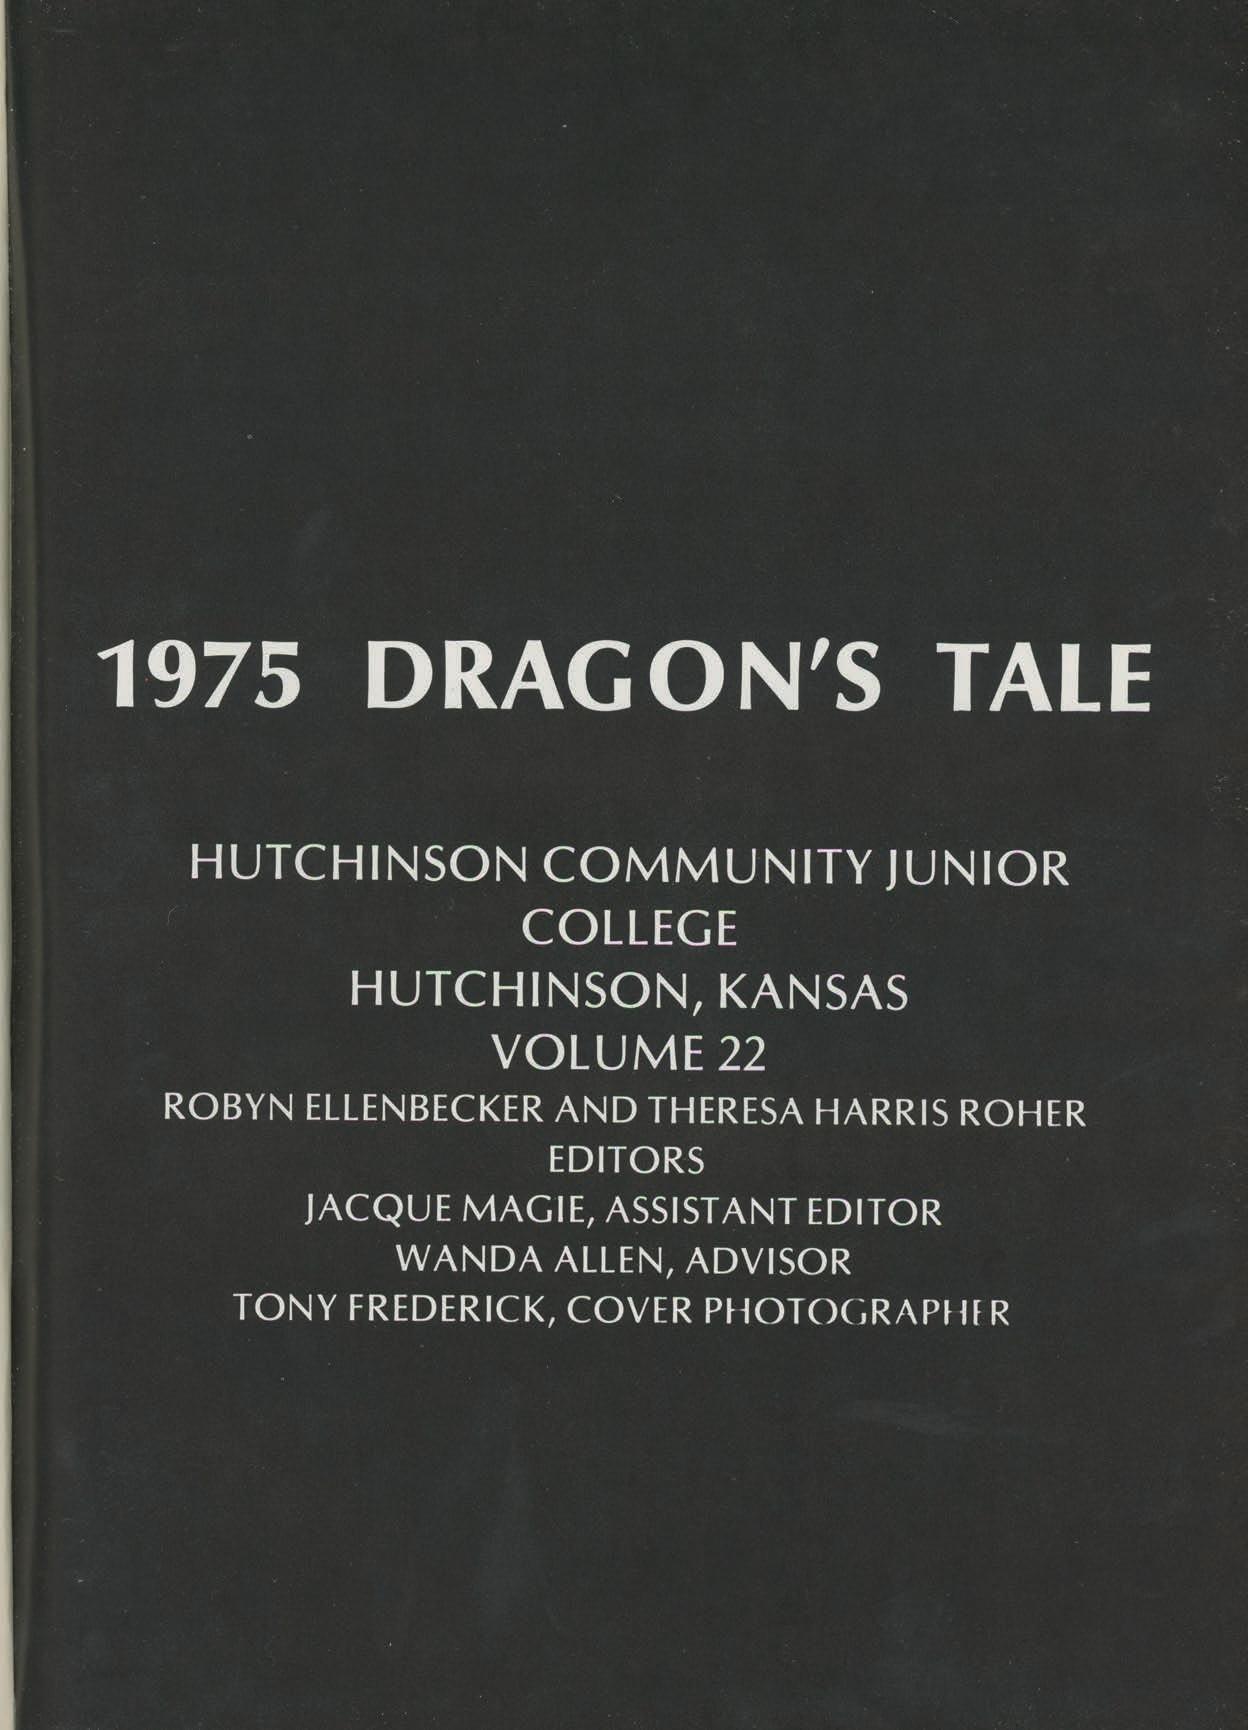 1975 DRAGON'S TALE
HUTCHINSON COMMUNITY JUNIOR
COLLEGE
HUTCHINSON, KANSAS
VOLUME 22
ROBYN ELLENBECKER AND THERESA HARRIS ROHER
EDITORS
JACQUE MAGIE, ASSISTANT EDITOR
WANDA ALLEN, ADVISOR
TONY FREDERICK, COVER PHOTOGRAPHER